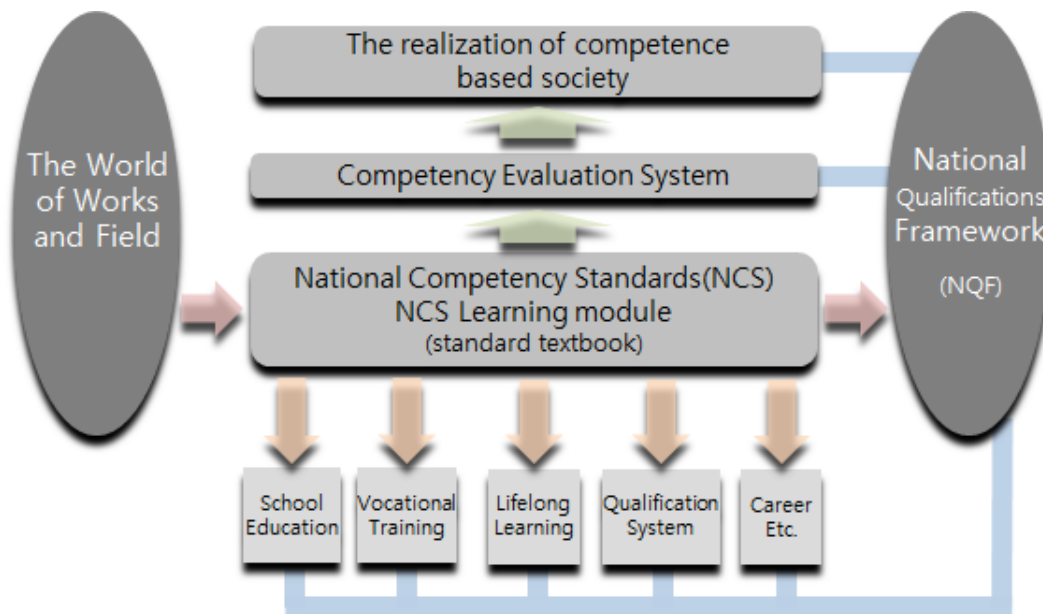 The realization of competence
based society
The World
of Works
and Field
Competency Evaluation System
National
Qualifications
Framework
(NQF)
National Competency Standards(NCS)
NCS Learning module
(standard textbook)
School
Education
Vocational
Training
Lifelong
Learning
Qualification
System
Career
Etc.